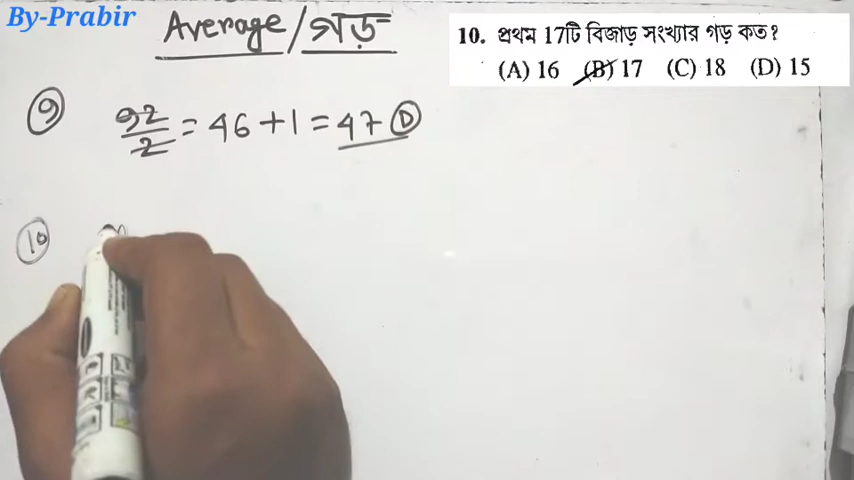 By-Prabir
Average/গড়
10. প্রথম 17টি বিজোড় সংখ্যার গড় কত?
(A) 16 (B) 17 (C) 18 (D) 15
9 92/2 = 46 + 1 = 47 D
10